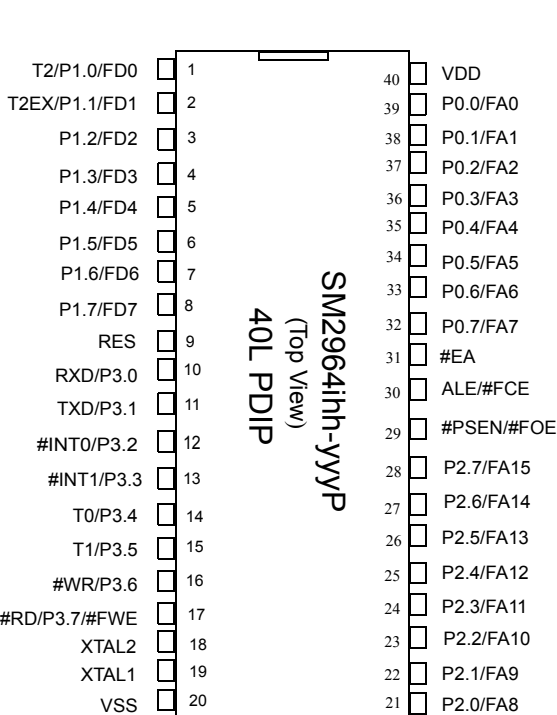 T2/P1.0/FD0 1
T2EX/P1.1/FD1 2
P1.2/FD2 3
P1.3/FD3 4
P1.4/FD4 5
P1.5/FD5 6
P1.6/FD6 7
P1.7/FD7 8
RES 9
RXD/P3.0 10
TXD/P3.1 11
#INT0/P3.2 12
#INT1/P3.3 13
T0/P3.4 14
T1/P3.5 15
#WR/P3.6 16
#RD/P3.7/#FWE 17
XTAL2 18
XTAL1 19
VSS 20
SM2964ihh-yyyP
(Top View)
40L PDIP
40 VDD
39 P0.0/FA0
38 P0.1/FA1
37 P0.2/FA2
36 P0.3/FA3
35 P0.4/FA4
34 P0.5/FA5
33 P0.6/FA6
32 P0.7/FA7
31 #EA
30 ALE/#FCE
29 #PSEN/#FOE
28 P2.7/FA15
27 P2.6/FA14
26 P2.5/FA13
25 P2.4/FA12
24 P2.3/FA11
23 P2.2/FA10
22 P2.1/FA9
21 P2.0/FA8